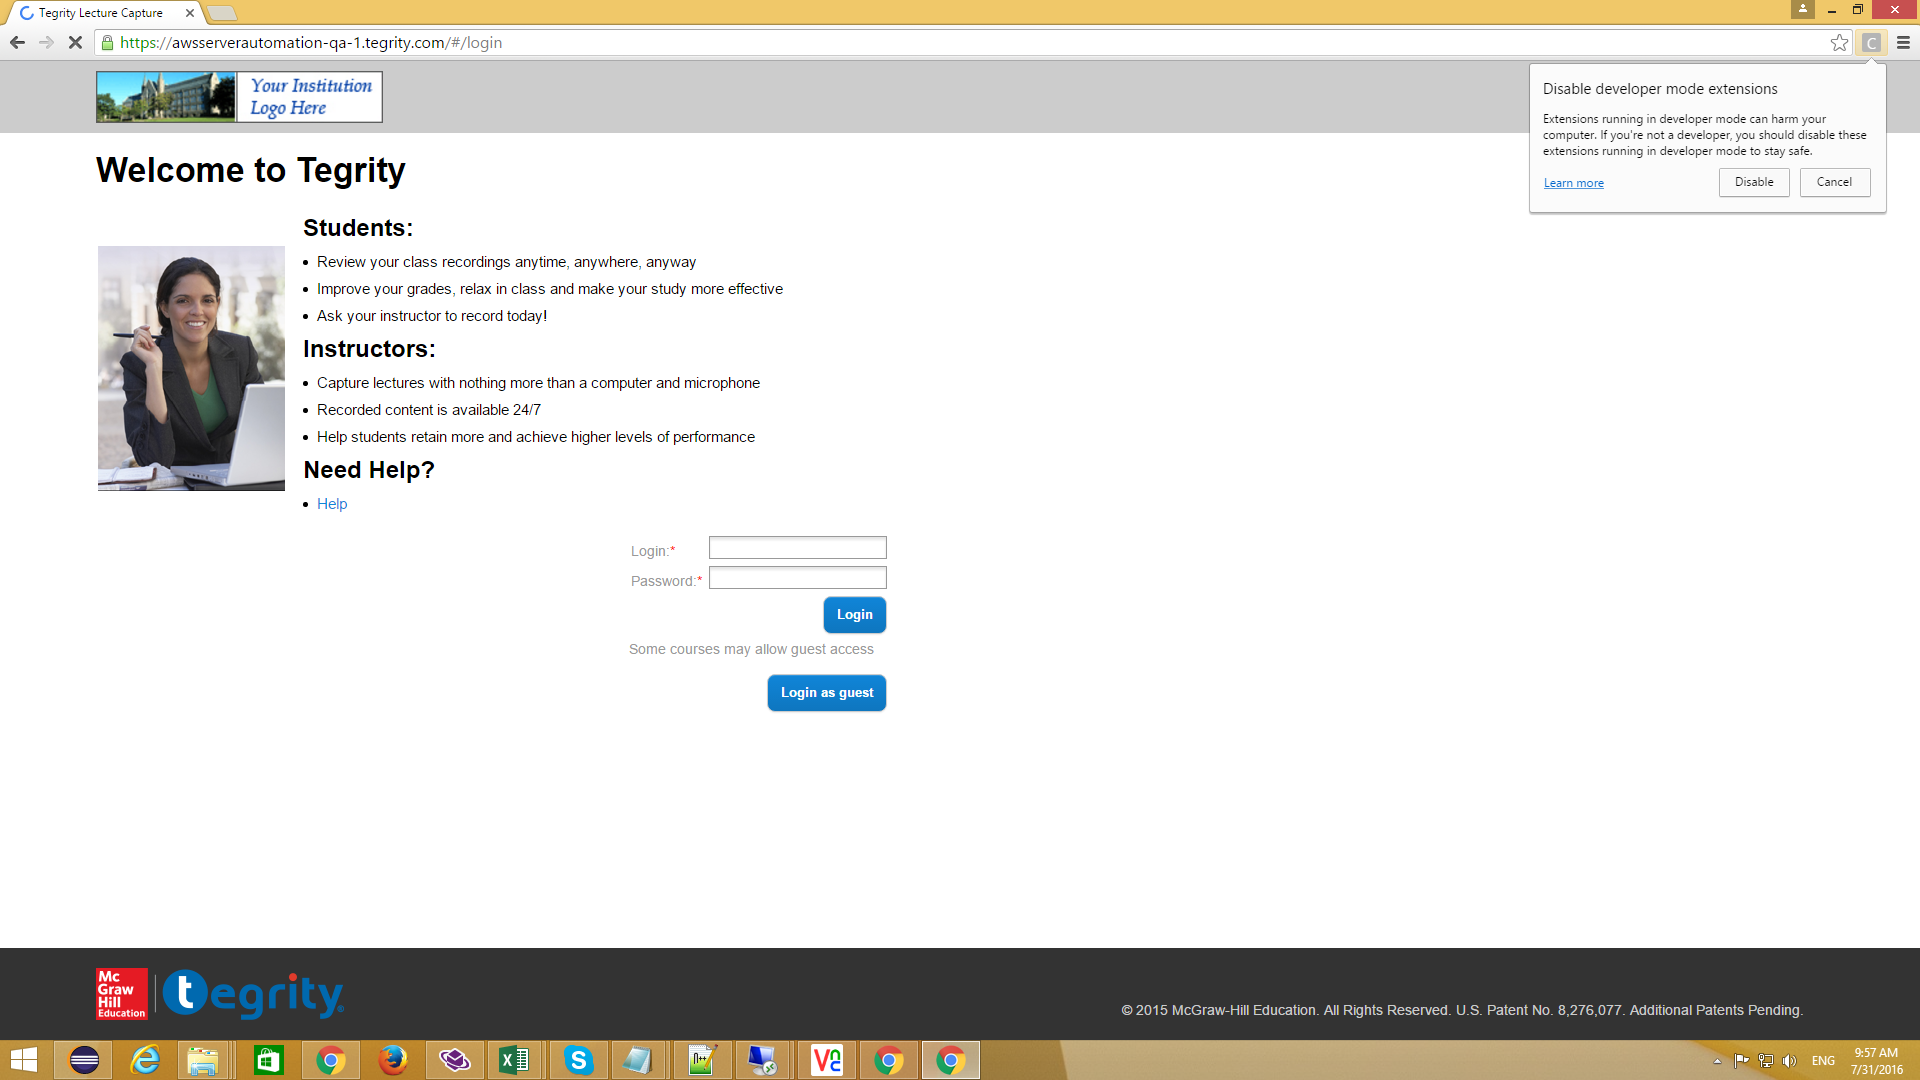 Tegrity Lecture Capture
https://awsserverautomation-qa-1.tegrity.com/#/login
C
Your Institution
Logo Here
Disable developer mode extensions
Extensions running in developer mode can harm your
computer. If you're not a developer, you should disable these
extensions running in developer mode to stay safe.
Learn more
Disable
Cancel
Welcome to Tegrity
Students:
Review your class recordings anytime, anywhere, anyway
Improve your grades, relax in class and make your study more effective
Ask your instructor to record today!
Instructors:
Capture lectures with nothing more than a computer and microphone
Recorded content is available 24/7
Help students retain more and achieve higher levels of performance
Need Help?
Help
Login:*
Password:*
Login
Some courses may allow guest access
Login as guest
Mc
Graw
Hill
Education
tegrity
© 2015 McGraw-Hill Education. All Rights Reserved. U.S. Patent No. 8,276,077. Additional Patents Pending.
ENG
9:57 AM
7/31/2016